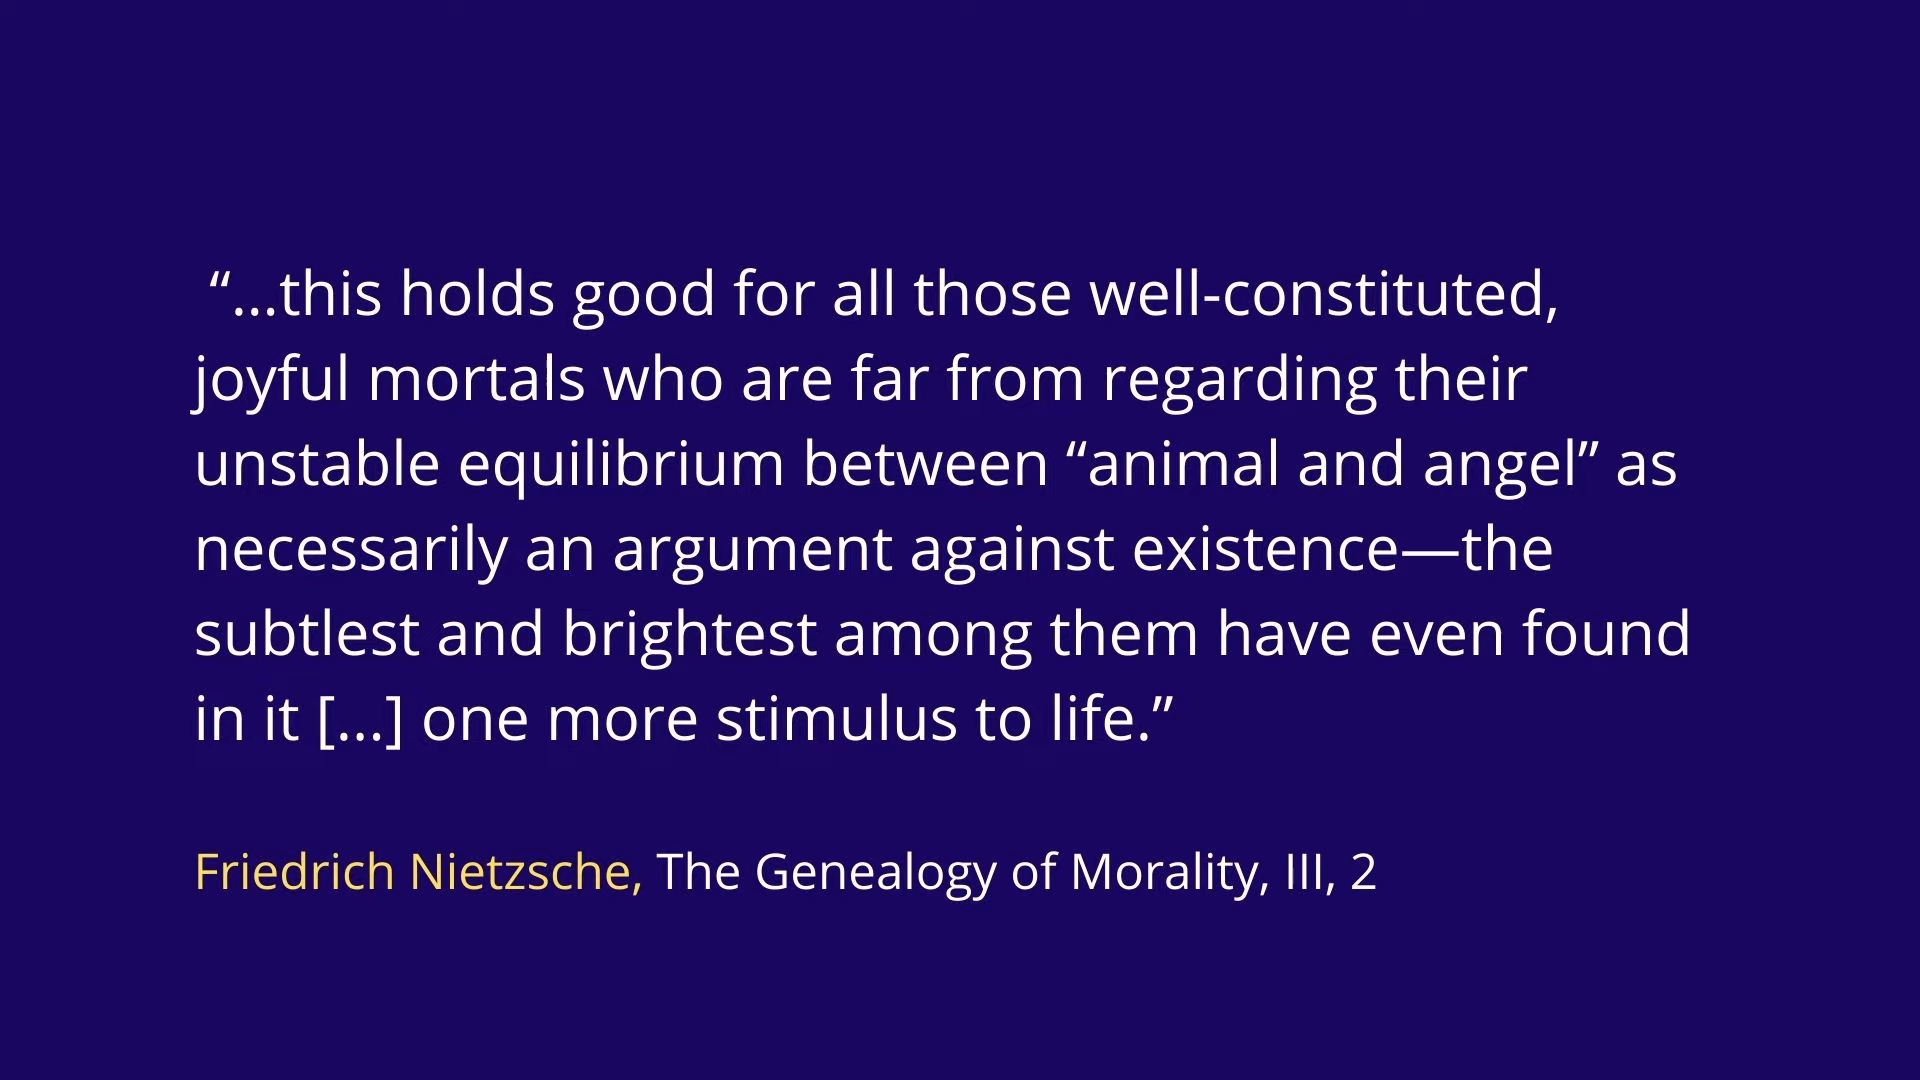 “...this holds good for all those well-constituted,
joyful mortals who are far from regarding their
unstable equilibrium between “animal and angel” as
necessarily an argument against existence—the
subtlest and brightest among them have even found
in it [...] one more stimulus to life.”
Friedrich Nietzsche, The Genealogy of Morality, III, 2